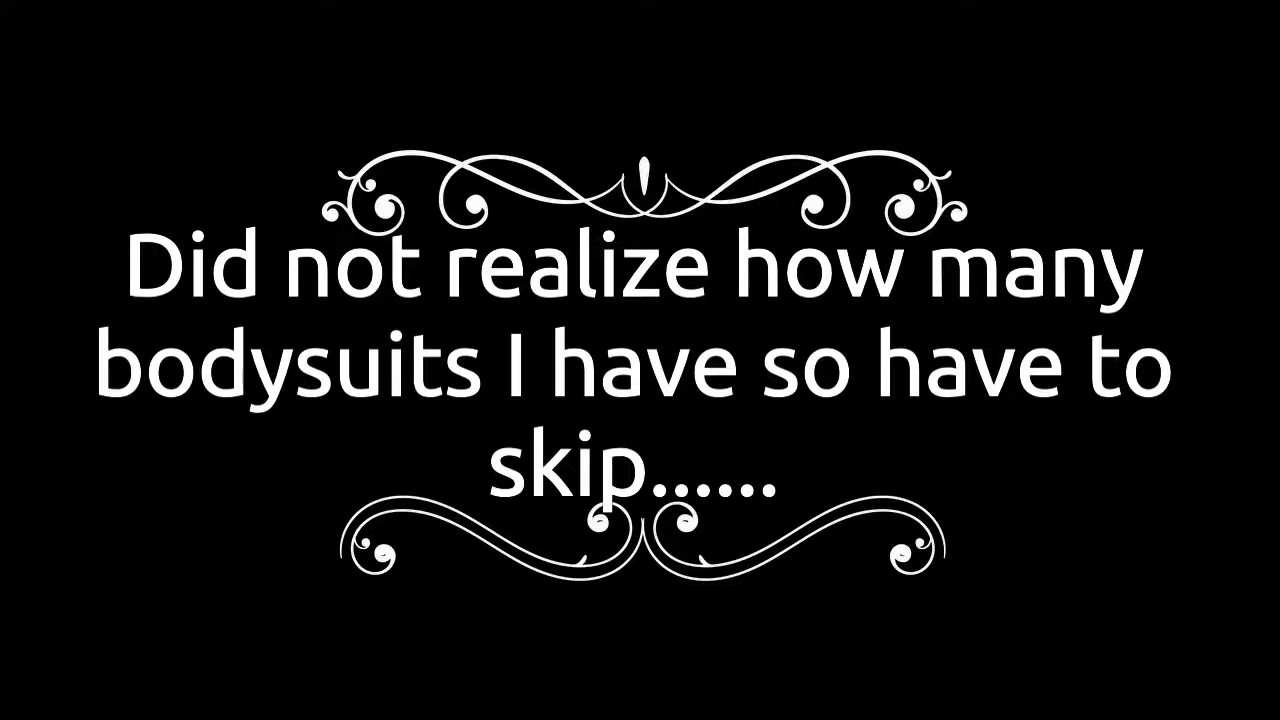 Did not realize how many
bodysuits I have so have to
skip......